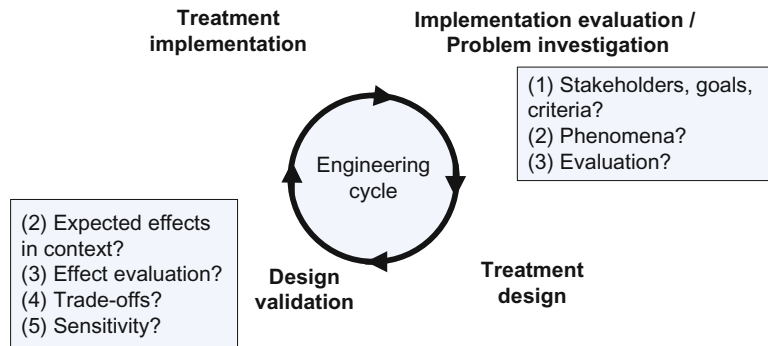 Treatment
implementation
Implementation evaluation /
Problem investigation
(1) Stakeholders, goals,
criteria?
(2) Phenomena?
(3) Evaluation?
Engineering
cycle
(2) Expected effects
in context?
(3) Effect evaluation?
(4) Trade-offs?
(5) Sensitivity?
Design
validation
Treatment
design